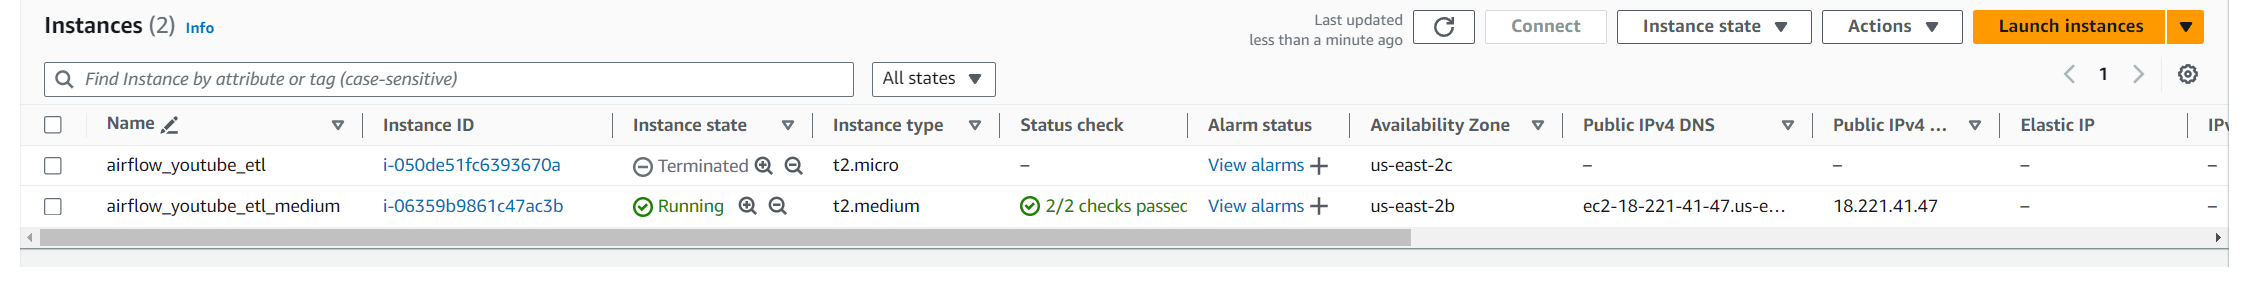 Instances (2) Info
Last updated
less than a minute ago
Connect
Instance state
Actions
Launch instances
Find Instance by attribute or tag (case-sensitive)
All states
1
Name Instance ID Instance state Instance type Status check Alarm status Availability Zone Public IPv4 DNS Public IPv4 ... Elastic IP IPv
airflow_youtube_etl i-050de51fc6393670a Terminated t2.micro – View alarms + us-east-2c – – – –
airflow_youtube_etl_medium i-06359b9861c47ac3b Running t2.medium 2/2 checks passed View alarms + us-east-2b ec2-18-221-41-47.us-e... 18.221.41.47 – –